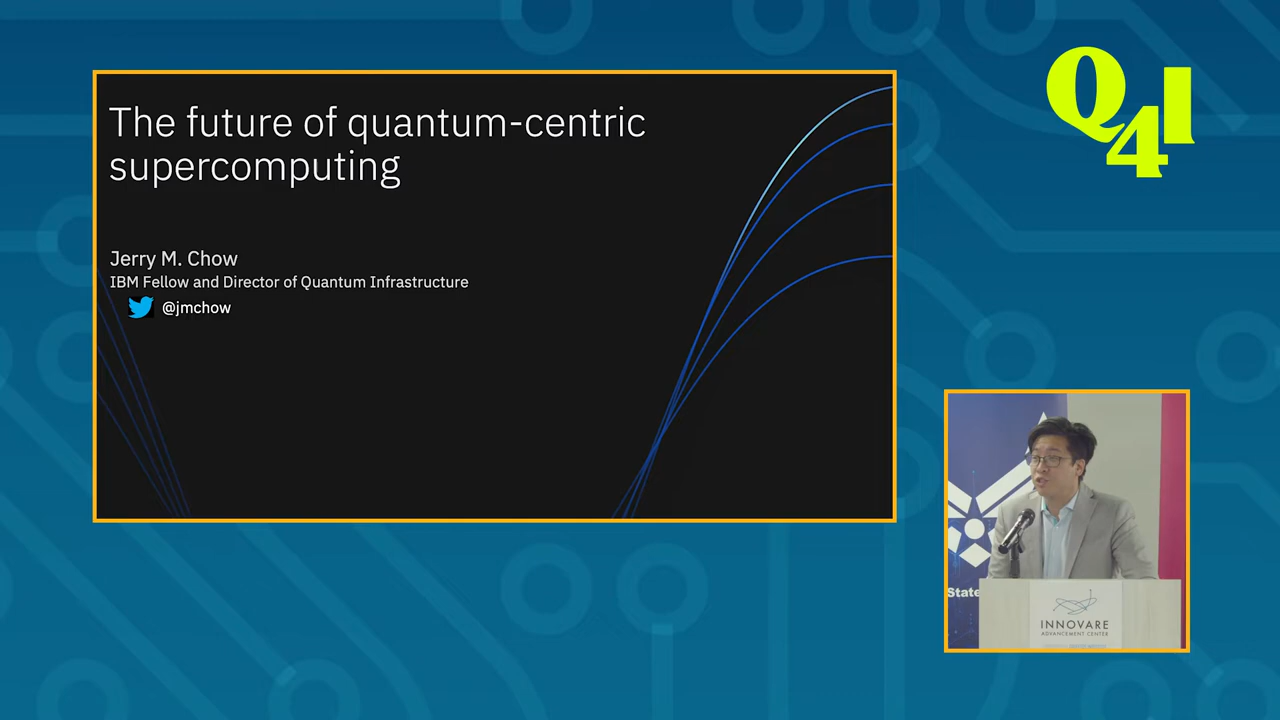 The future of quantum-centric
supercomputing
Jerry M. Chow
IBM Fellow and Director of Quantum Infrastructure
@jmchow
Q4I
State
INNOVARE
ADVANCEMENT CENTER